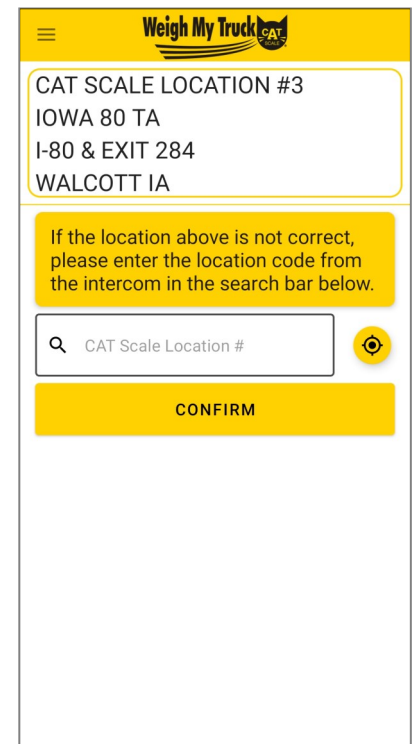 Weigh My Truck
CAT
SCALE
CAT SCALE LOCATION #3
IOWA 80 TA
I-80 & EXIT 284
WALCOTT IA
If the location above is not correct,
please enter the location code from
the intercom in the search bar below.
CAT Scale Location #
CONFIRM